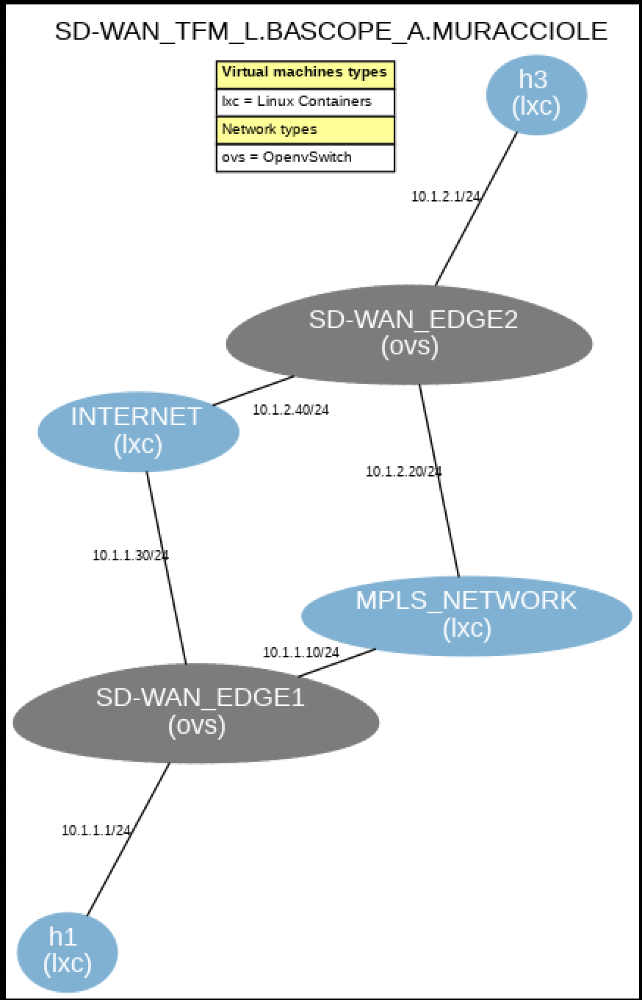 SD-WAN_TFM_L.BASCOPE_A.MURACCIOLE
Virtual machines types
lxc = Linux Containers
Network types
ovs = OpenvSwitch
h3
(lxc)
10.1.2.1/24
SD-WAN_EDGE2
(ovs)
INTERNET
(lxc)
10.1.2.40/24
10.1.2.20/24
10.1.1.30/24
MPLS_NETWORK
(lxc)
10.1.1.10/24
SD-WAN_EDGE1
(ovs)
10.1.1.1/24
h1
(lxc)